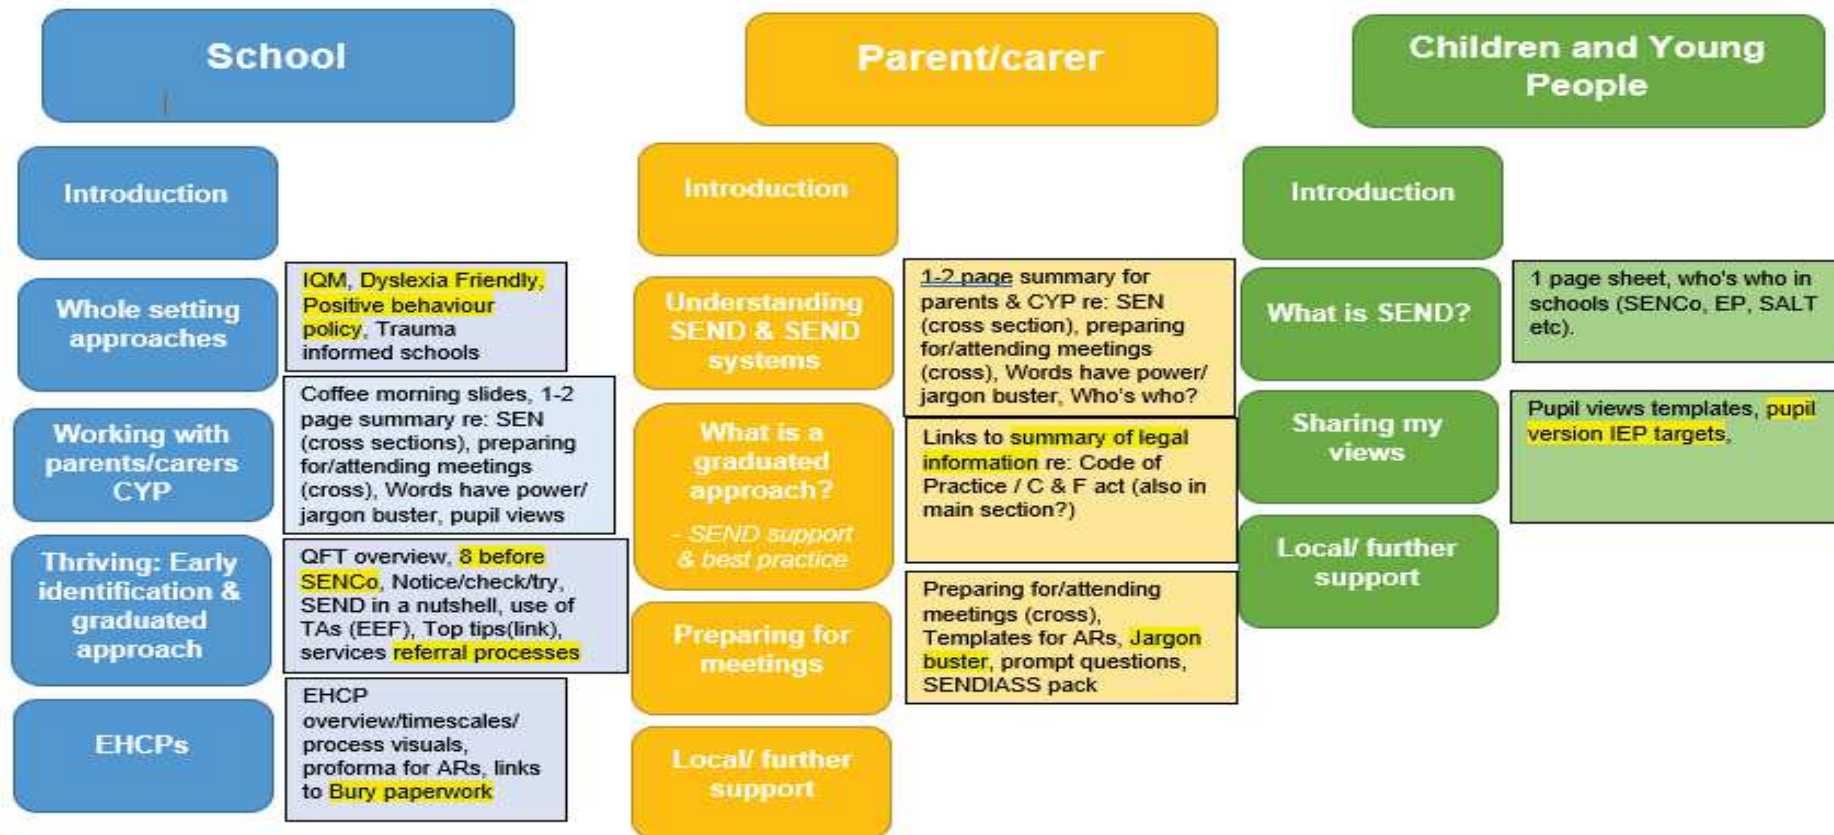 School
Parent/carer
Children and Young
People
Introduction
Whole setting
approaches
IQM, Dyslexia Friendly,
Positive behaviour
policy, Trauma
informed schools
Working with
parents/carers
CYP
Coffee morning slides, 1-2
page summary re: SEN
(cross sections), preparing
for/attending meetings
(cross), Words have power/
jargon buster, pupil views
Thriving: Early
identification &
graduated
approach
QFT overview, 8 before
SENCo, Notice/check/try,
SEND in a nutshell, use of
TAs (EEF), Top tips(link),
services referral processes
EHCPs
EHCP
overview/timescales/
process visuals,
proforma for ARs, links
to Bury paperwork
Introduction
Understanding
SEND & SEND
systems
1-2 page summary for
parents & CYP re: SEN
(cross section), preparing
for/attending meetings
(cross), Words have power/
jargon buster, Who's who?
What is a
graduated
approach?
- SEND support
& best practice
Links to summary of legal
information re: Code of
Practice / C & F act (also in
main section?)
Preparing for
meetings
Preparing for/attending
meetings (cross),
Templates for ARs, Jargon
buster, prompt questions,
SENDIASS pack
Local/ further
support
Introduction
What is SEND?
1 page sheet, who's who in
schools (SENCo, EP, SALT
etc).
Sharing my
views
Pupil views templates, pupil
version IEP targets,
Local/ further
support